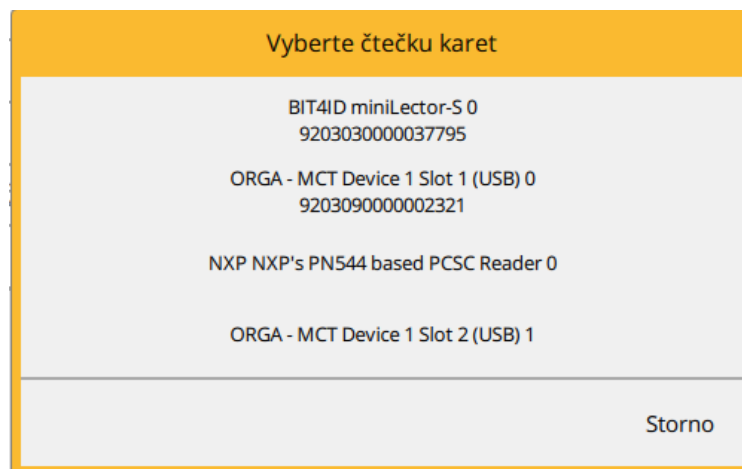 Vyberte čtečku karet
BIT4ID miniLector-S 0
9203030000037795
ORGA - MCT Device 1 Slot 1 (USB) 0
9203090000002321
NXP NXP's PN544 based PCSC Reader 0
ORGA - MCT Device 1 Slot 2 (USB) 1
Storno